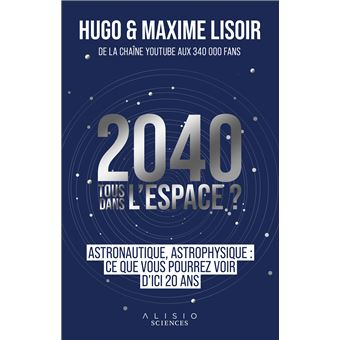 HUGO & MAXIME LISOIR
DE LA CHAÎNE YOUTUBE AUX 340 000 FANS
2040
TOUS DANS L'ESPACE ?
ASTRONAUTIQUE, ASTROPHYSIQUE :
CE QUE VOUS POURREZ VOIR
D'ICI 20 ANS
ALISIO
SCIENCES